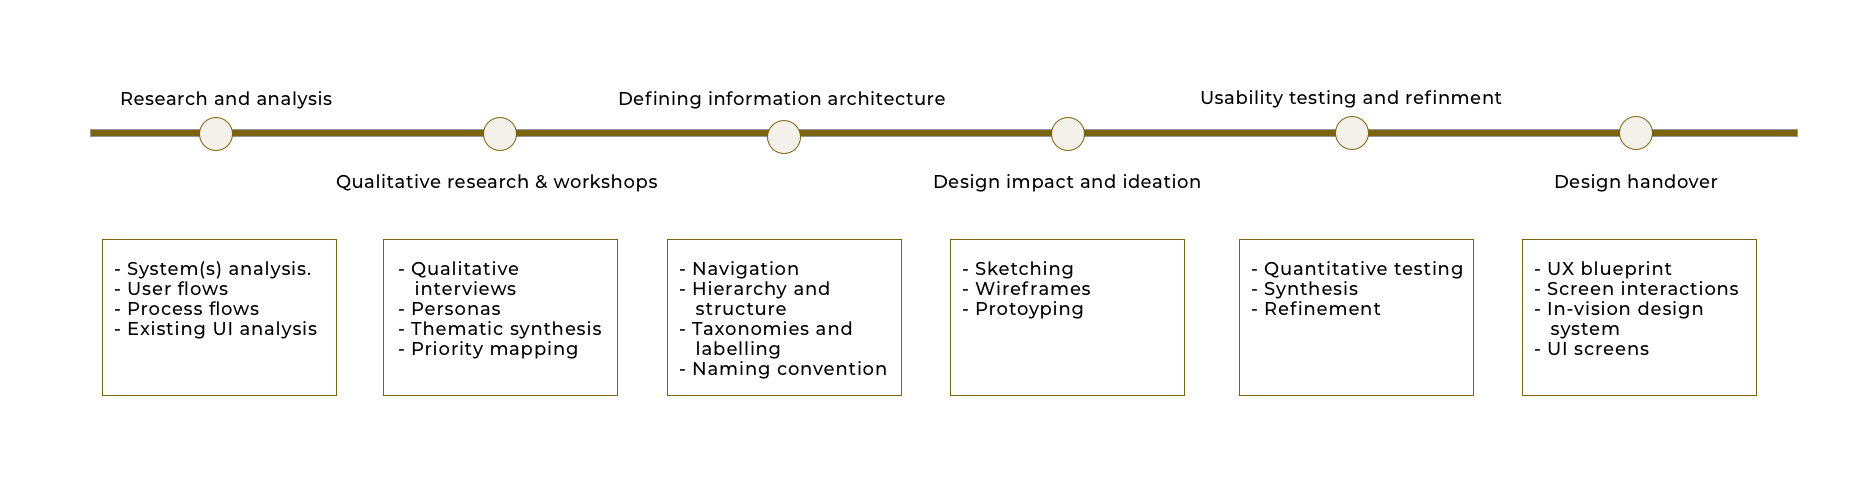 Research and analysis
Defining information architecture
Usability testing and refinment
Qualitative research & workshops
Design impact and ideation
Design handover
- System(s) analysis.
- User flows
- Process flows
- Existing UI analysis
- Qualitative
interviews
- Personas
- Thematic synthesis
- Priority mapping
- Navigation
- Hierarchy and
structure
- Taxonomies and
labelling
- Naming convention
- Sketching
- Wireframes
- Protoyping
- Quantitative testing
- Synthesis
- Refinement
- UX blueprint
- Screen interactions
- In-vision design
system
- UI screens